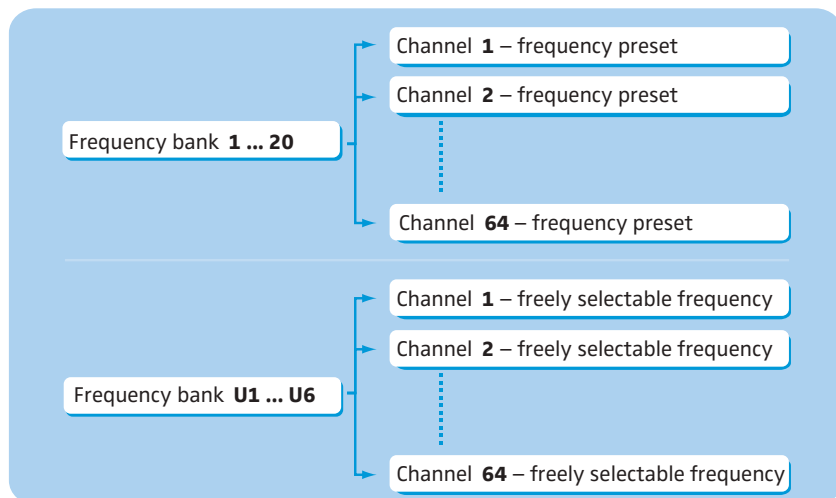 Channel 1 – frequency preset
Channel 2 – frequency preset
Frequency bank 1 ... 20
Channel 64 – frequency preset
Channel 1 – freely selectable frequency
Channel 2 – freely selectable frequency
Frequency bank U1 ... U6
Channel 64 – freely selectable frequency